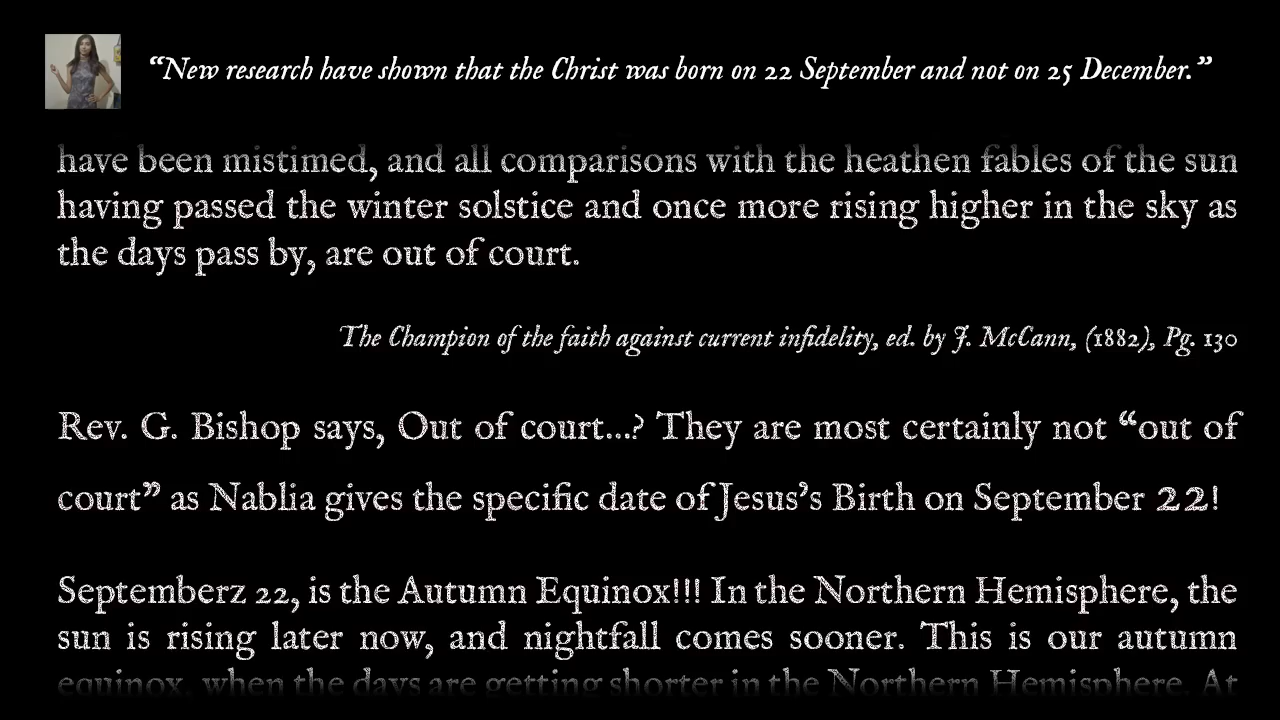 “New research have shown that the Christ was born on 22 September and not on 25 December.”
have been mistimed, and all comparisons with the heathen fables of the sun
having passed the winter solstice and once more rising higher in the sky as
the days pass by, are out of court.
The Champion of the faith against current infidelity, ed. by J. McCann, (1882), Pg. 130
Rev. G. Bishop says, Out of court...? They are most certainly not “out of
court” as Nablia gives the specific date of Jesus’s Birth on September 22!
Septemberz 22, is the Autumn Equinox!!! In the Northern Hemisphere, the
sun is rising later now, and nightfall comes sooner. This is our autumn
equinox, when the days are getting shorter in the Northern Hemisphere. At